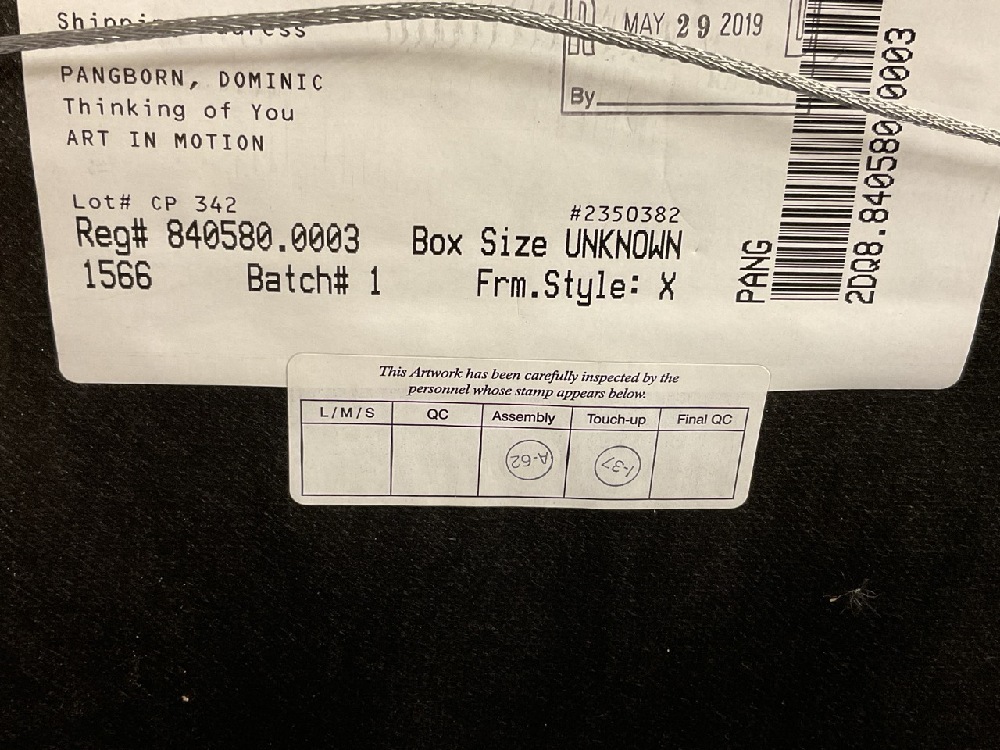 Shipping Address
MAY 29 2019
By
PANGBORN, DOMINIC
Thinking of You
ART IN MOTION
Lot# CP 342
#2350382
Reg# 840580.0003 Box Size UNKNOWN
1566 Batch# 1 Frm.Style: X
PANG
2DQ8.840580.0003
This Artwork has been carefully inspected by the
personnel whose stamp appears below.
L/M/S QC Assembly Touch-up Final QC
A-62 I-37